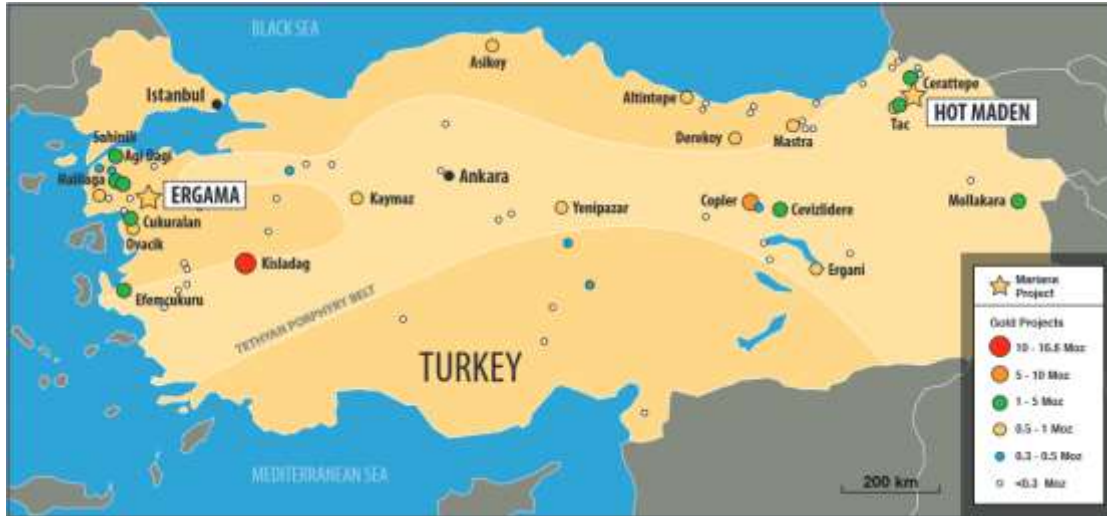 BLACK SEA
Asikoy
Istanbul
Altintepe
Cerattepe
HOT MADEN
Tac
Derekoy
Mastra
Agi Dagi
Halilaga
ERGAMA
Ankara
Kaymaz
Yenipazar
Copler
Cevizlidere
Mollakara
Cukuralan
Ovacik
Kisladag
Ergani
Efemcukuru
TETHYAN PORPHYRY BELT
TURKEY
MEDITERRANEAN SEA
200 km
Mariana
Project
Gold Projects
10 - 16.6 Moz
5 - 10 Moz
1 - 5 Moz
0.5 - 1 Moz
0.3 - 0.5 Moz
<0.3 Moz